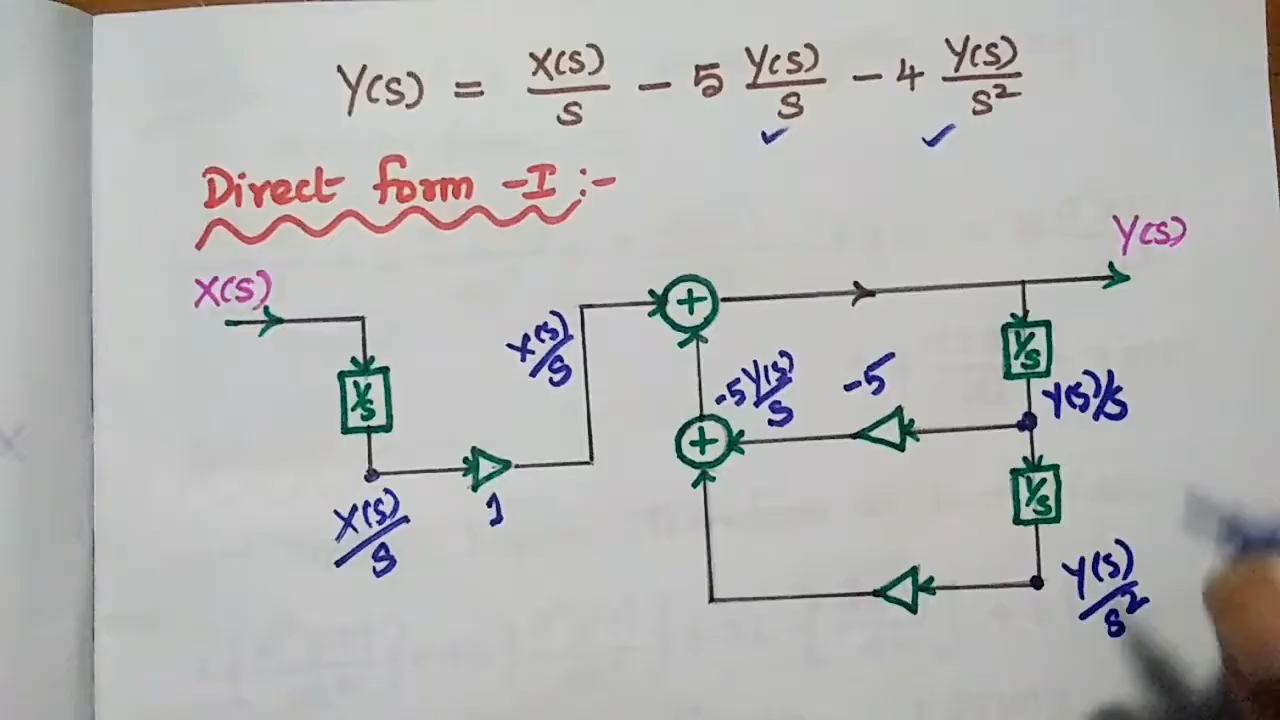 Y(S) = X(S)/S - 5 Y(S)/S - 4 Y(S)/S²
Direct form -I :-
X(S)
Y(S)
+
X(S)/S
1/S
1/S
-5Y(S)/S
-5
Y(S)/S
+
1
X(S)/S
1/S
Y(S)/S²